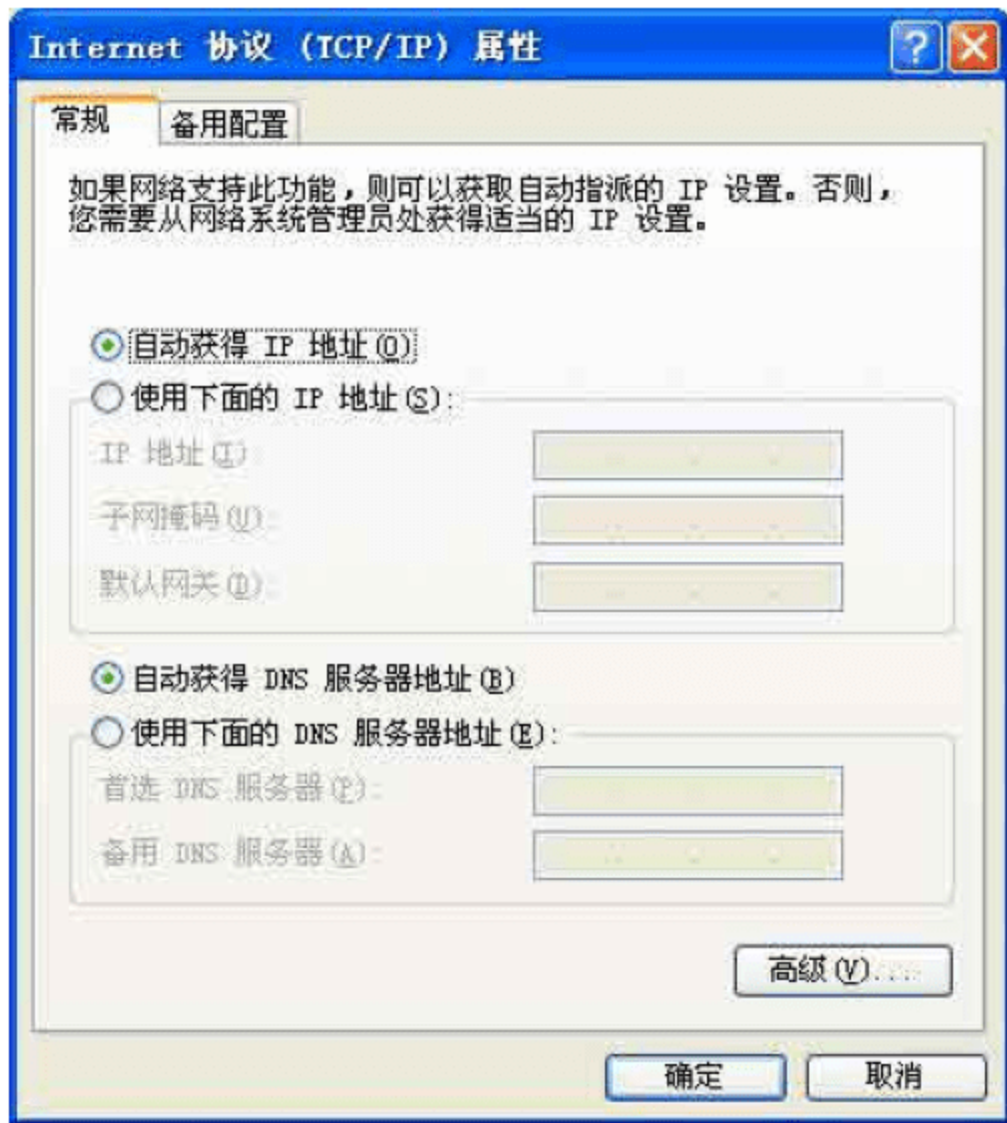 Internet 协议 (TCP/IP) 属性
常规
备用配置
如果网络支持此功能，则可以获取自动指派的 IP 设置。否则，
您需要从网络系统管理员处获得适当的 IP 设置。
自动获得 IP 地址(O)
使用下面的 IP 地址(S):
IP 地址(I):
子网掩码(U):
默认网关(D):
自动获得 DNS 服务器地址(B)
使用下面的 DNS 服务器地址(E):
首选 DNS 服务器(P):
备用 DNS 服务器(A):
高级(V)...
确定
取消